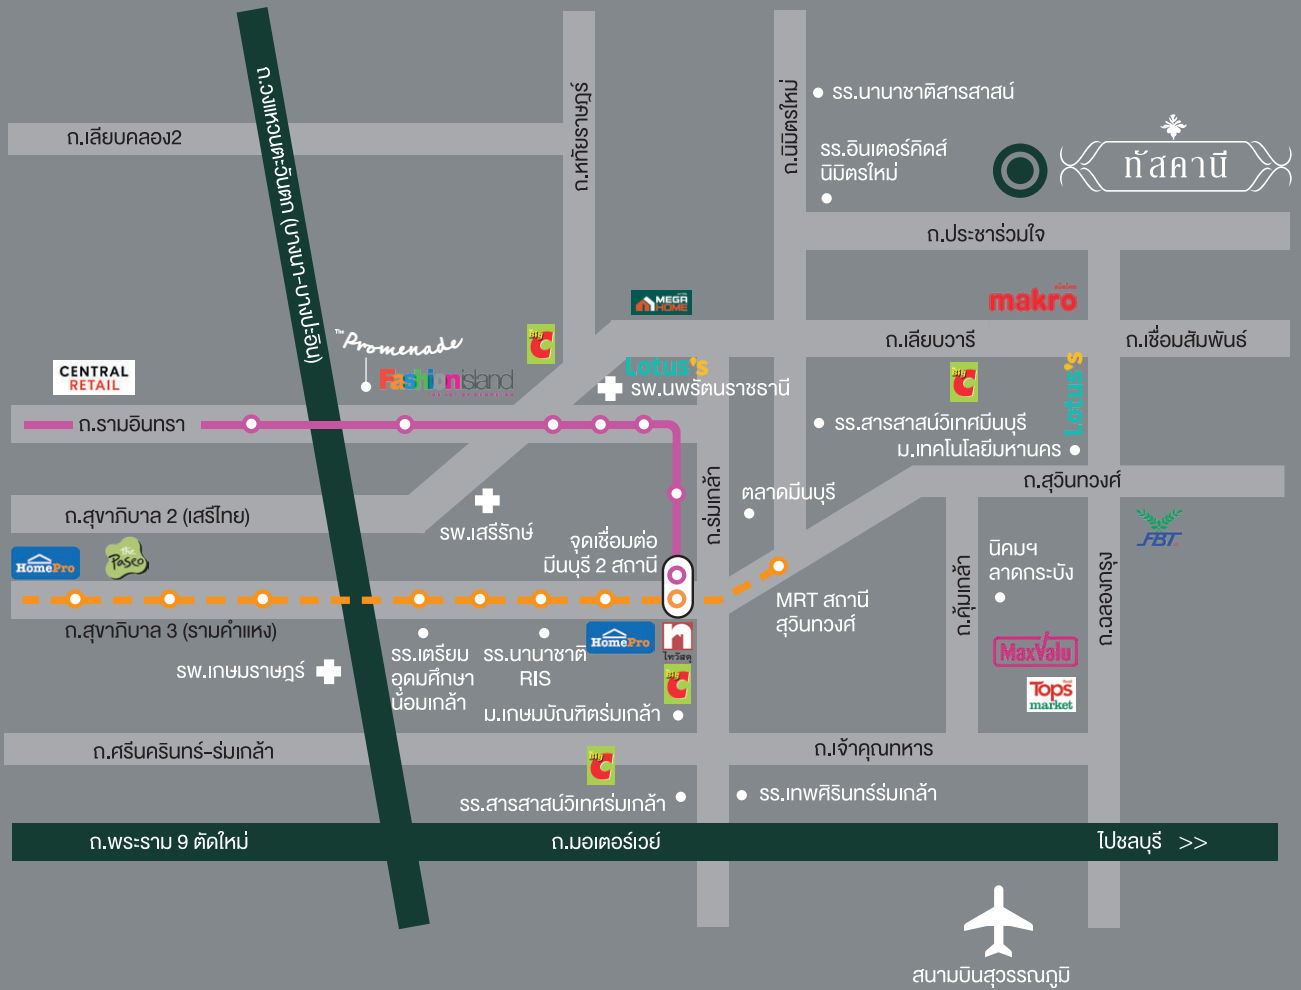 ถ.วงแหวนตะวันตก (บางนา-บางปะอิน)
ถ.เลียบคลอง2
ถ.หทัยราษฎร์
ถ.นิมิตรใหม่
รร.นานาชาติสารสาสน์
รร.อินเตอร์คิดส์
นิมิตรใหม่
ทัสคานี
ถ.ประชาร่วมใจ
MEGA
HOME
makro
ถ.เลียบวารี
ถ.เชื่อมสัมพันธ์
The Promenade
Big C
Fashion island
CENTRAL
RETAIL
Lotus's
รพ.นพรัตนราชธานี
Big C
Lotus's
ถ.รามอินทรา
รร.สารสาสน์วิเทศมีนบุรี
ม.เทคโนโลยีมหานคร
ถ.สุวินทวงศ์
ถ.ร่มเกล้า
ตลาดมีนบุรี
ถ.สุขาภิบาล 2 (เสรีไทย)
รพ.เสรีรักษ์
จุดเชื่อมต่อ
มีนบุรี 2 สถานี
FBT
HomePro
the
Paseo
นิคมฯ
ลาดกระบัง
ถ.คุ้มเกล้า
ถ.ฉลองกรุง
MRT สถานี
สุวินทวงศ์
ถ.สุขาภิบาล 3 (รามคำแหง)
HomePro
ไทวัสดุ
รพ.เกษมราษฎร์
รร.เตรียม
อุดมศึกษา
น้อมเกล้า
รร.นานาชาติ
RIS
MaxValu
Big C
Tops
market
ม.เกษมบัณฑิตร่มเกล้า
ถ.ศรีนครินทร์-ร่มเกล้า
ถ.เจ้าคุณทหาร
Big C
รร.สารสาสน์วิเทศร่มเกล้า
รร.เทพศิรินทร์ร่มเกล้า
ถ.พระราม 9 ตัดใหม่
ถ.มอเตอร์เวย์
ไปชลบุรี >>
สนามบินสุวรรณภูมิ